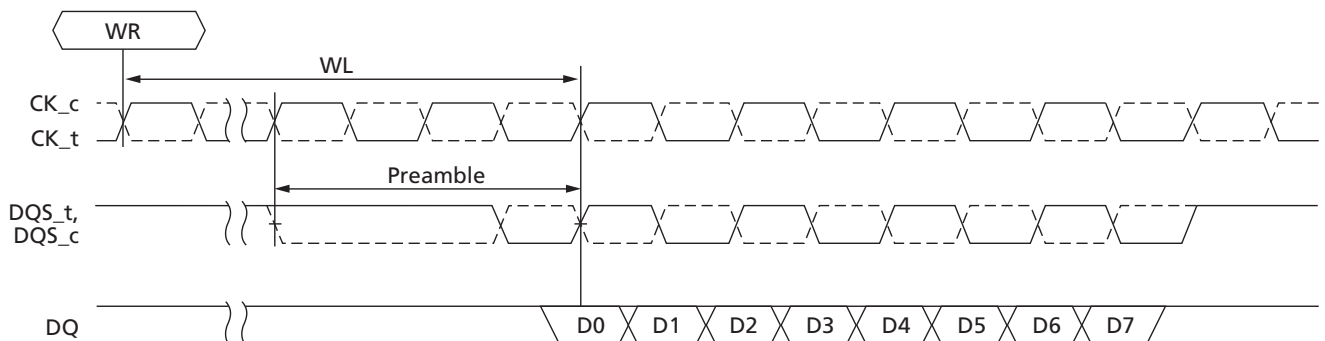 WR
WL
CK_c
CK_t
Preamble
DQS_t,
DQS_c
DQ
D0 D1 D2 D3 D4 D5 D6 D7